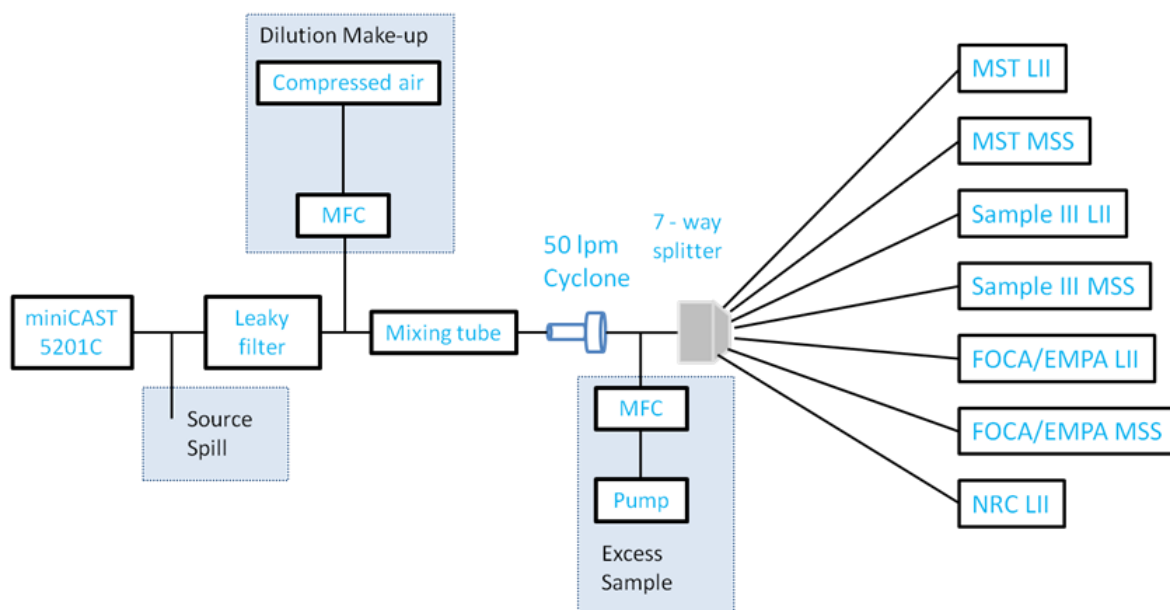 Dilution Make-up
Compressed air
MFC
miniCAST
5201C
Leaky
filter
Mixing tube
50 lpm
Cyclone
7 - way
splitter
Source
Spill
MFC
Pump
Excess
Sample
MST LII
MST MSS
Sample III LII
Sample III MSS
FOCA/EMPA LII
FOCA/EMPA MSS
NRC LII